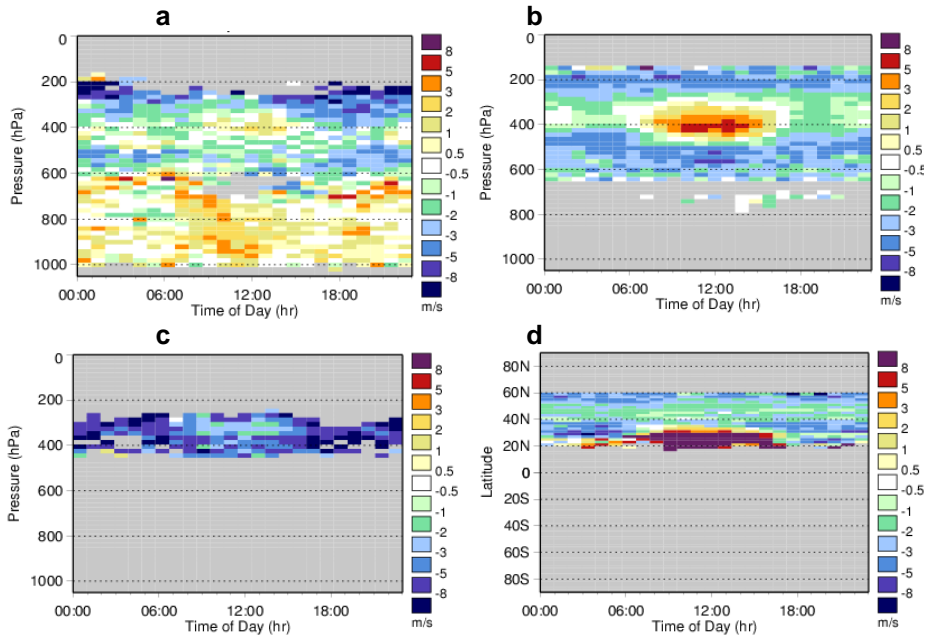 a
0
200
400
600
800
1000
Pressure (hPa)
00:00 06:00 12:00 18:00
Time of Day (hr)
8
5
3
2
1
0.5
-0.5
-1
-2
-3
-5
-8
m/s
b
0
200
400
600
800
1000
Pressure (hPa)
00:00 06:00 12:00 18:00
Time of Day (hr)
8
5
3
2
1
0.5
-0.5
-1
-2
-3
-5
-8
m/s
c
0
200
400
600
800
1000
Pressure (hPa)
00:00 06:00 12:00 18:00
Time of Day (hr)
8
5
3
2
1
0.5
-0.5
-1
-2
-3
-5
-8
m/s
d
80N
60N
40N
20N
0
20S
40S
60S
80S
Latitude
00:00 06:00 12:00 18:00
Time of Day (hr)
8
5
3
2
1
0.5
-0.5
-1
-2
-3
-5
-8
m/s